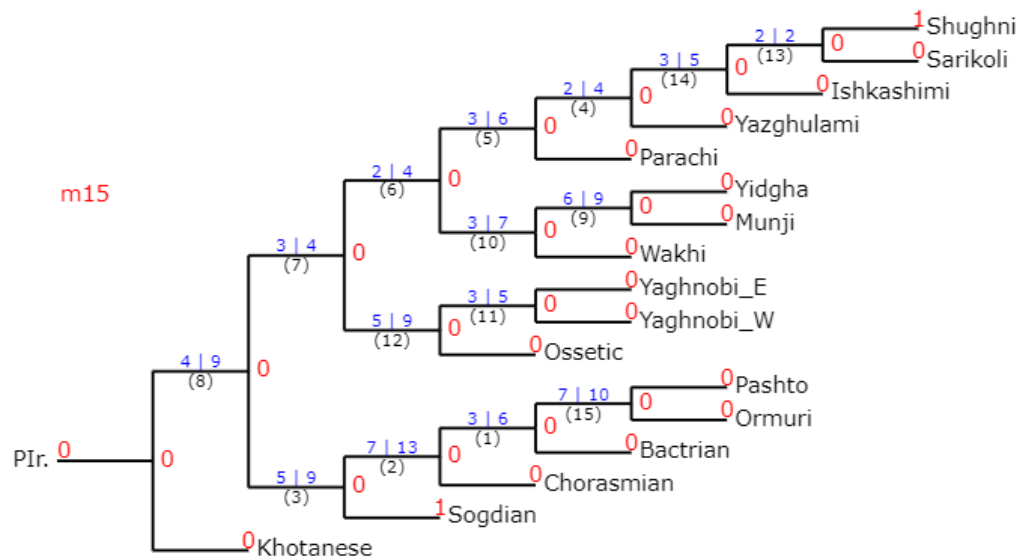 1 Shughni
2 | 2
0
(13)
0 Sarikoli
3 | 5
0
(14)
0 Ishkashimi
2 | 4
0
(4)
0 Yazghulami
3 | 6
0
(5)
0 Parachi
2 | 4
0
(6)
m15
0 Yidgha
6 | 9
0
(9)
0 Munji
3 | 7
0
(10)
0 Wakhi
3 | 4
0
(7)
0 Yaghnobi_E
3 | 5
0
(11)
0 Yaghnobi_W
5 | 9
0
(12)
0 Ossetic
4 | 9
0
(8)
0 Pashto
7 | 10
0
(15)
0 Ormuri
3 | 6
0
(1)
0 Bactrian
7 | 13
0
(2)
0 Chorasmian
PIr. 0
0
5 | 9
0
(3)
1 Sogdian
0 Khotanese